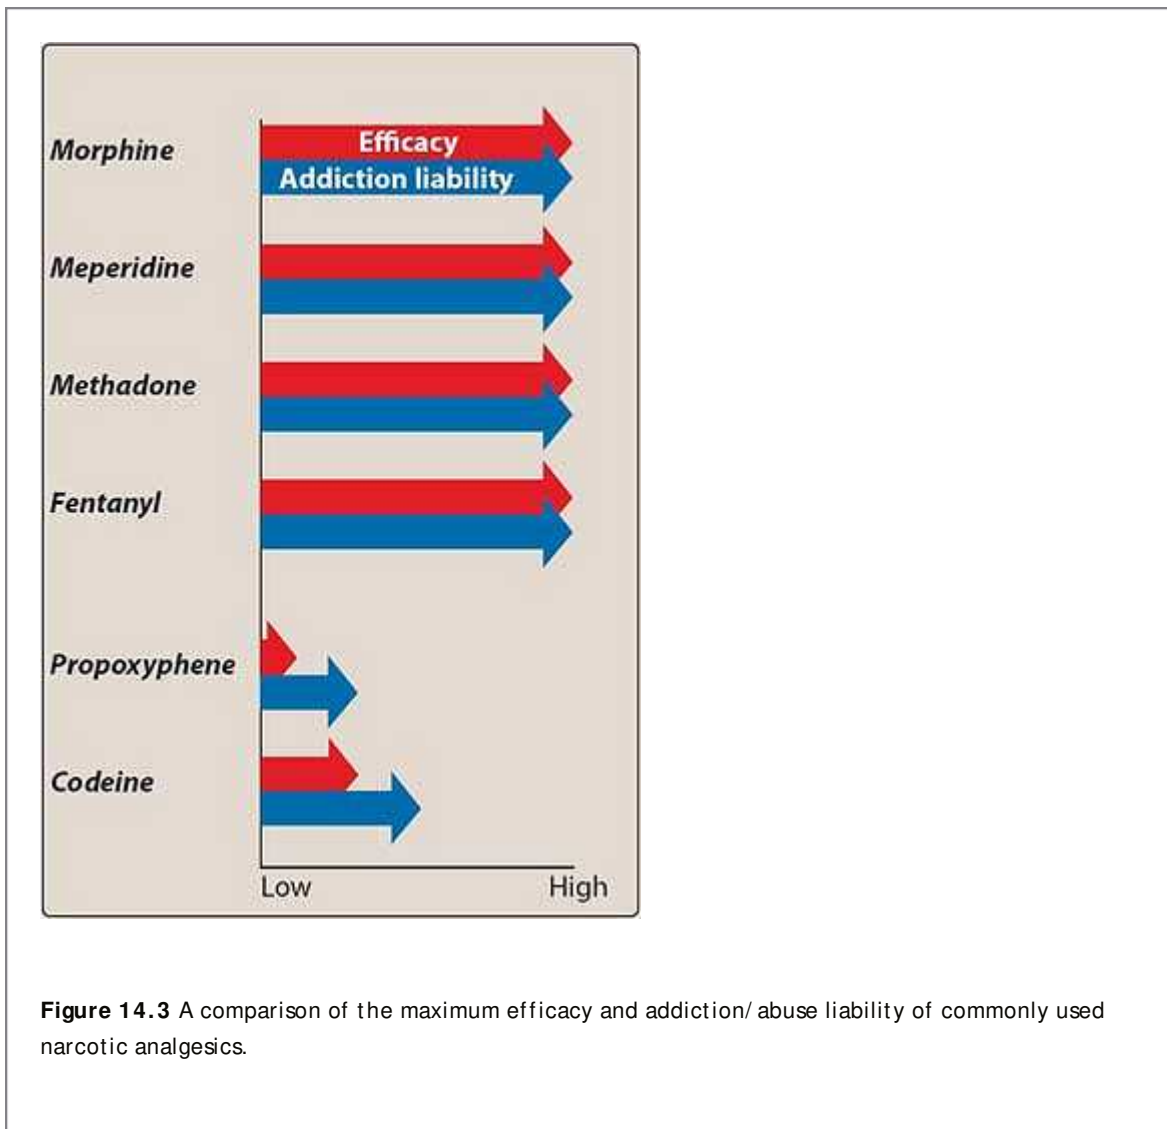 Morphine
Efficacy
Addiction liability
Meperidine
Methadone
Fentanyl
Propoxyphene
Codeine
Low High
Figure 14.3 A comparison of the maximum efficacy and addiction/abuse liability of commonly used
narcotic analgesics.